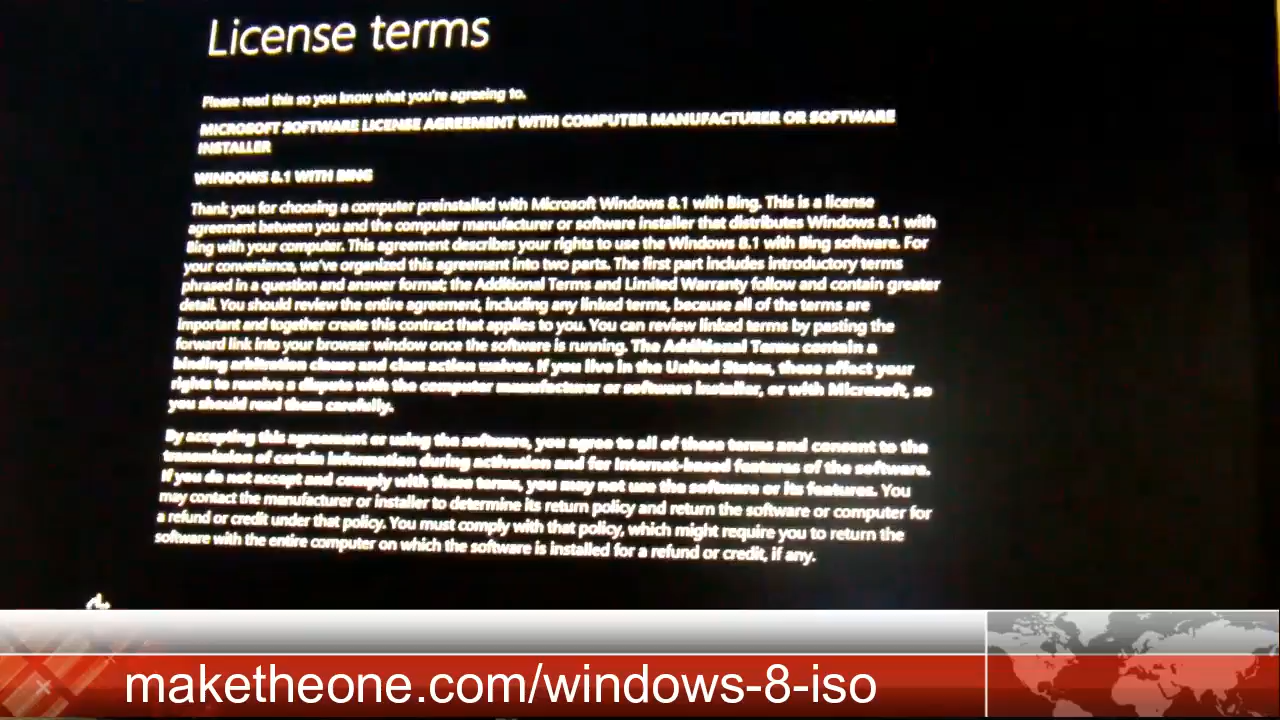 License terms
Please read this so you know what you're agreeing to.
MICROSOFT SOFTWARE LICENSE AGREEMENT WITH COMPUTER MANUFACTURER OR SOFTWARE
INSTALLER
WINDOWS 8.1 WITH BING
Thank you for choosing a computer preinstalled with Microsoft Windows 8.1 with Bing. This is a license
agreement between you and the computer manufacturer or software installer that distributes Windows 8.1 with
Bing with your computer. This agreement describes your rights to use the Windows 8.1 with Bing software. For
your convenience, we've organized this agreement into two parts. The first part includes introductory terms
phrased in a question and answer format; the Additional Terms and Limited Warranty follow and contain greater
detail. You should review the entire agreement, including any linked terms, because all of the terms are
important and together create this contract that applies to you. You can review linked terms by pasting the
forward link into your browser window once the software is running. The Additional Terms contain a
binding arbitration clause and class action waiver. If you live in the United States, these affect your
rights to resolve a dispute with the computer manufacturer or software installer, or with Microsoft, so
you should read them carefully.
By accepting this agreement or using the software, you agree to all of these terms and consent to the
transmission of certain information during activation and for Internet-based features of the software.
If you do not accept and comply with these terms, you may not use the software or its features. You
may contact the manufacturer or installer to determine its return policy and return the software or computer for
a refund or credit under that policy. You must comply with that policy, which might require you to return the
software with the entire computer on which the software is installed for a refund or credit, if any.
maketheone.com/windows-8-iso